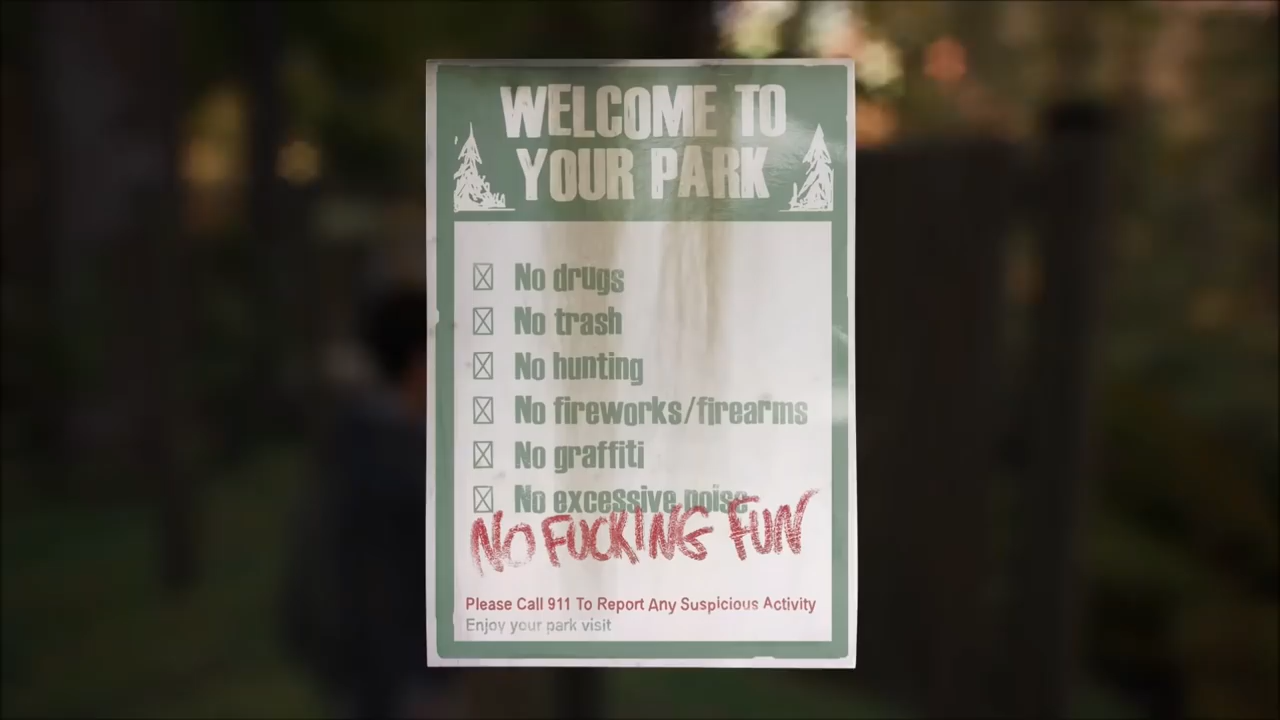 WELCOME TO
YOUR PARK
No drugs
No trash
No hunting
No fireworks/firearms
No graffiti
No excessive noise
NO FUCKING FUN
Please Call 911 To Report Any Suspicious Activity
Enjoy your park visit